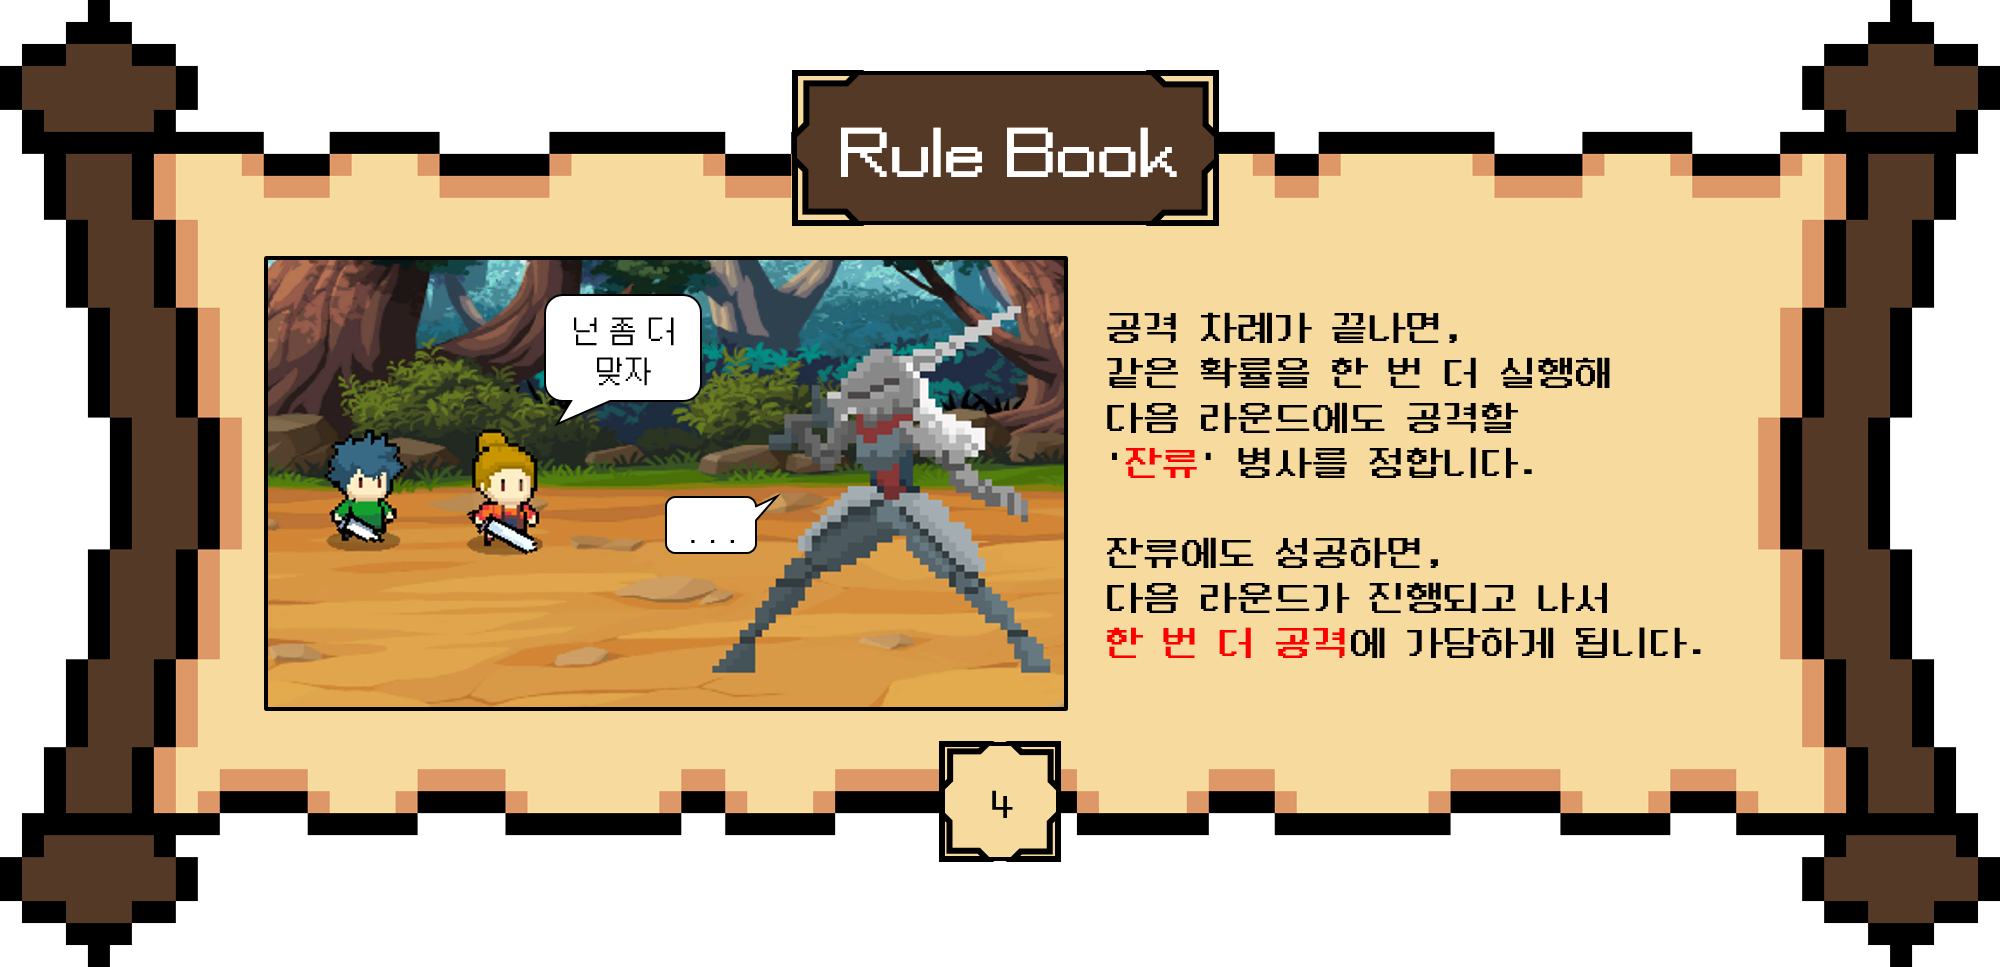 Rule Book
넌 좀 더
맞자
...
공격 차례가 끝나면,
같은 확률을 한 번 더 실행해
다음 라운드에도 공격할
'잔류' 병사를 정합니다.
잔류에도 성공하면,
다음 라운드가 진행되고 나서
한 번 더 공격에 가담하게 됩니다.
4